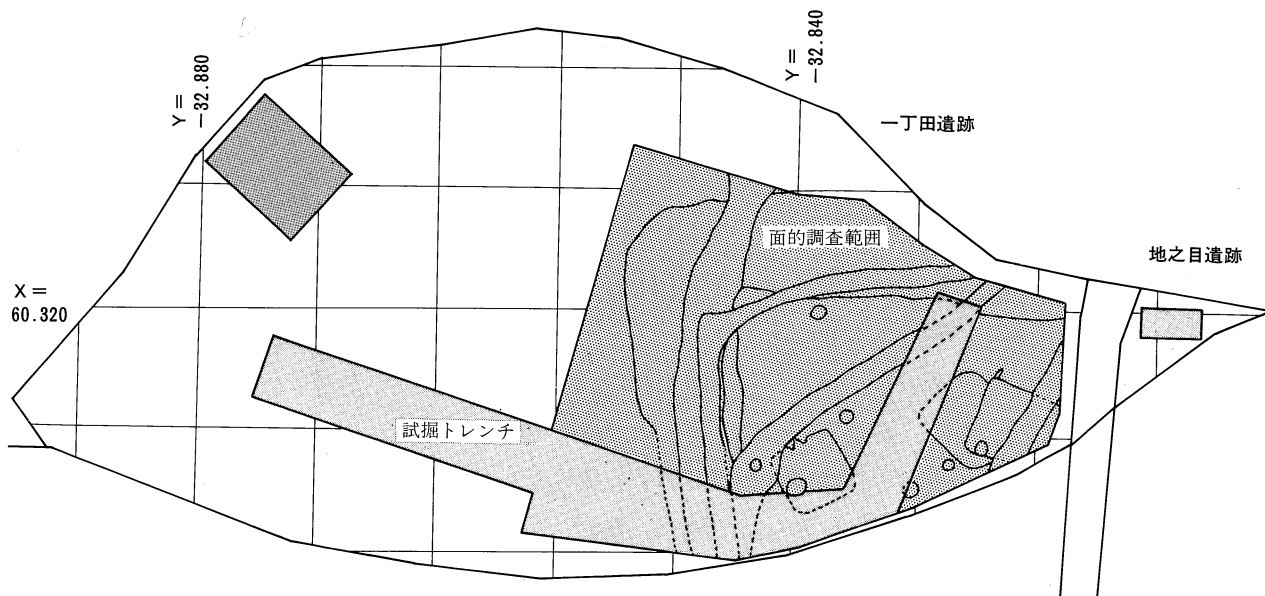 Y=
-32.880
Y=
-32.840
一丁田遺跡
面的調査範囲
地之目遺跡
X=
60.320
試掘トレンチ